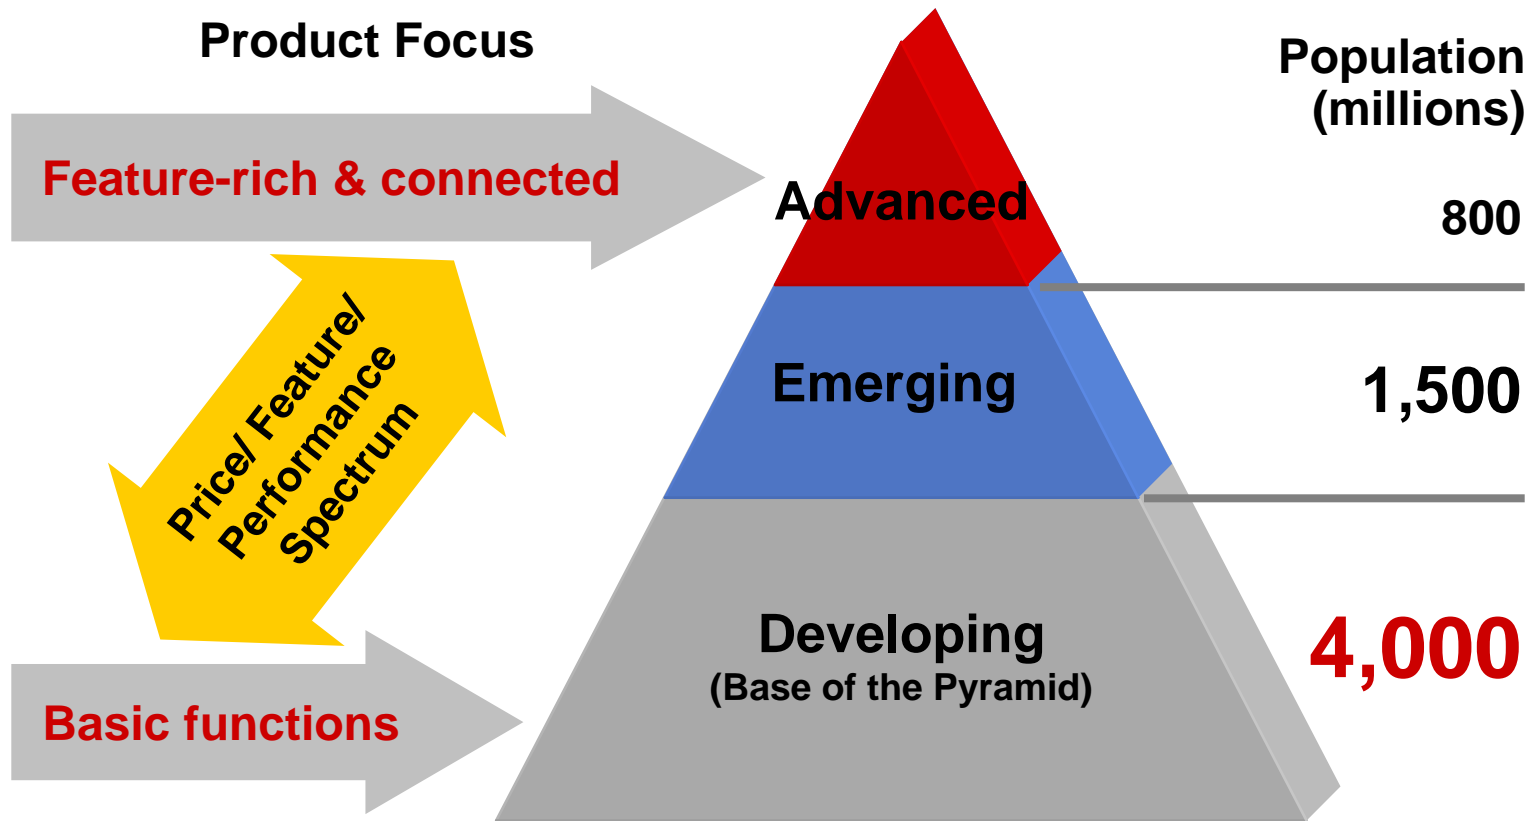 Product Focus
Population
(millions)
Feature-rich & connected
Advanced
800
Price/ Feature/
Performance
Spectrum
Emerging
1,500
Developing
(Base of the Pyramid)
4,000
Basic functions